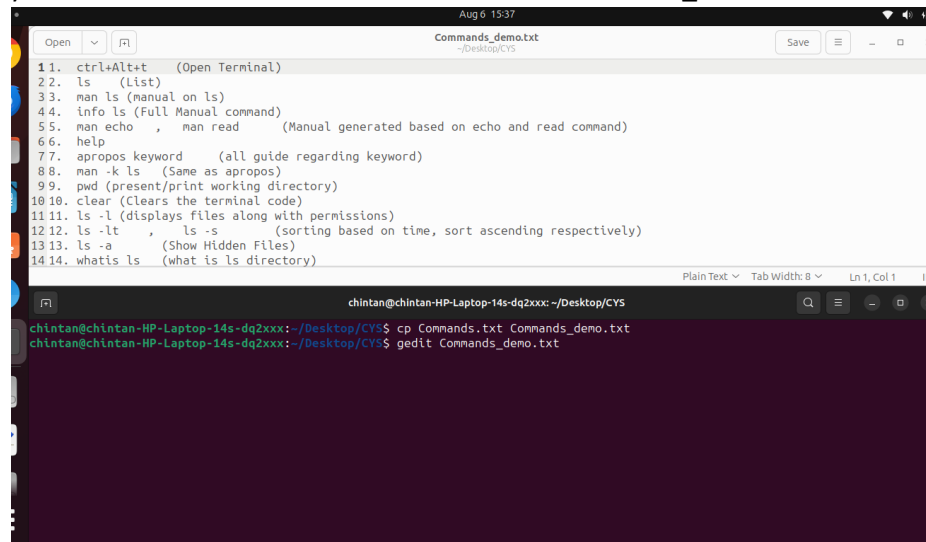 Aug 6 15:37
Open
Commands_demo.txt
~/Desktop/CYS
Save
1 1. ctrl+Alt+t (Open Terminal)
2 2. ls (List)
3 3. man ls (manual on ls)
4 4. info ls (Full Manual command)
5 5. man echo , man read (Manual generated based on echo and read command)
6 6. help
7 7. apropos keyword (all guide regarding keyword)
8 8. man -k ls (Same as apropos)
9 9. pwd (present/print working directory)
10 10. clear (Clears the terminal code)
11 11. ls -l (displays files along with permissions)
12 12. ls -lt , ls -s (sorting based on time, sort ascending respectively)
13 13. ls -a (Show Hidden Files)
14 14. whatis ls (what is ls directory)
Plain Text Tab Width: 8 Ln 1, Col 1
chintan@chintan-HP-Laptop-14s-dq2xxx: ~/Desktop/CYS
chintan@chintan-HP-Laptop-14s-dq2xxx:~/Desktop/CYS$ cp Commands.txt Commands_demo.txt
chintan@chintan-HP-Laptop-14s-dq2xxx:~/Desktop/CYS$ gedit Commands_demo.txt